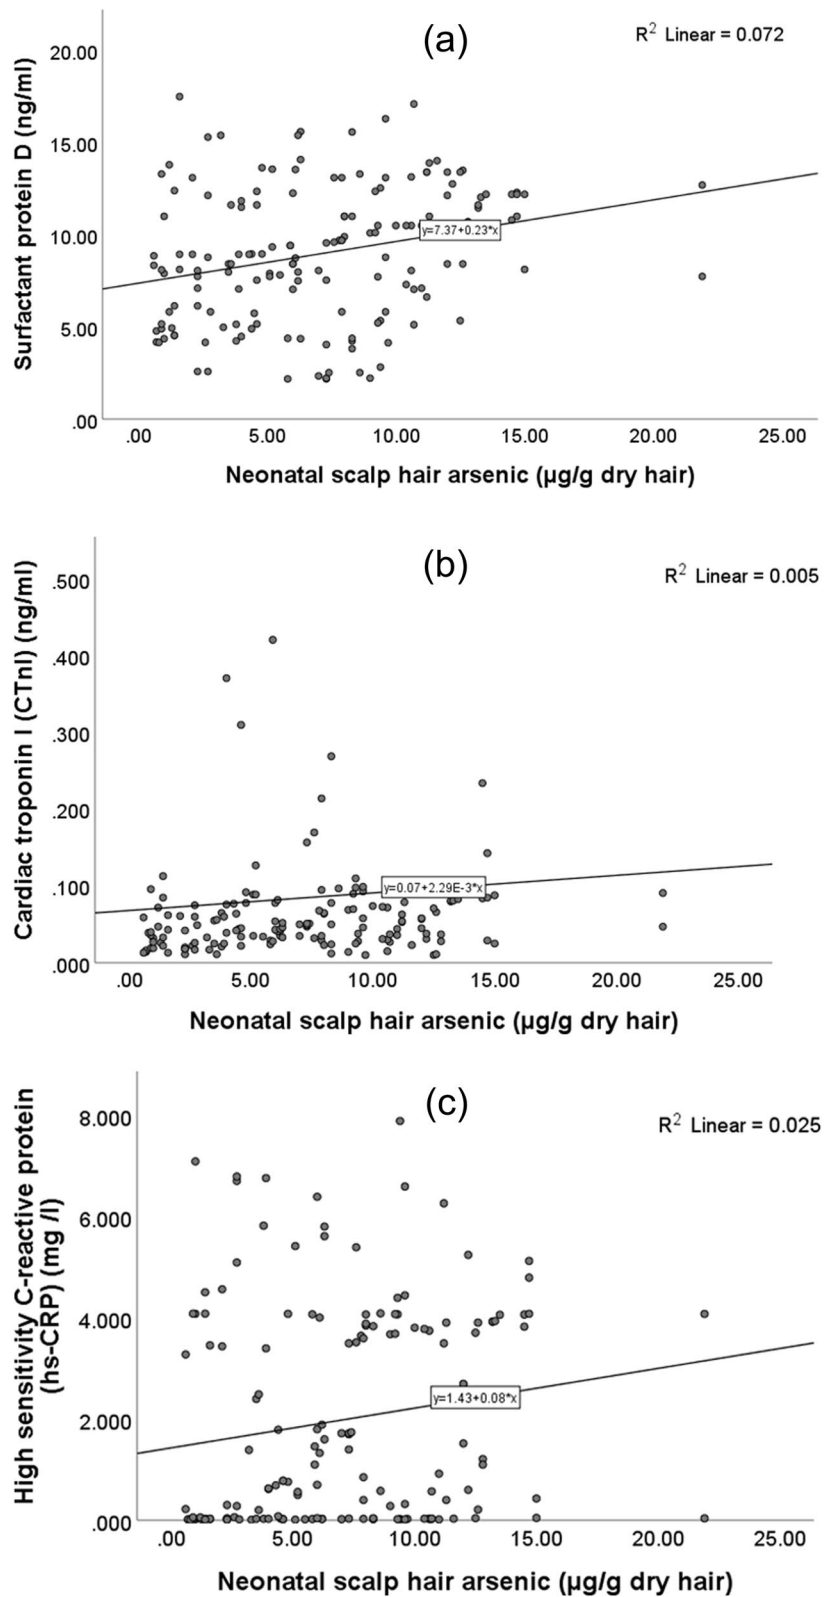 (a)
R² Linear = 0.072
Surfactant protein D (ng/ml)
20.00
15.00
10.00
5.00
.00
y=7.37+0.23*x
.00 5.00 10.00 15.00 20.00 25.00
Neonatal scalp hair arsenic (µg/g dry hair)
(b)
R² Linear = 0.005
Cardiac troponin I (CTnI) (ng/ml)
.500
.400
.300
.200
.100
.000
y=0.07+2.29E-3*x
.00 5.00 10.00 15.00 20.00 25.00
Neonatal scalp hair arsenic (µg/g dry hair)
(c)
R² Linear = 0.025
High sensitivity C-reactive protein
(hs-CRP) (mg /l)
8.000
6.000
4.000
2.000
.000
y=1.43+0.08*x
.00 5.00 10.00 15.00 20.00 25.00
Neonatal scalp hair arsenic (µg/g dry hair)